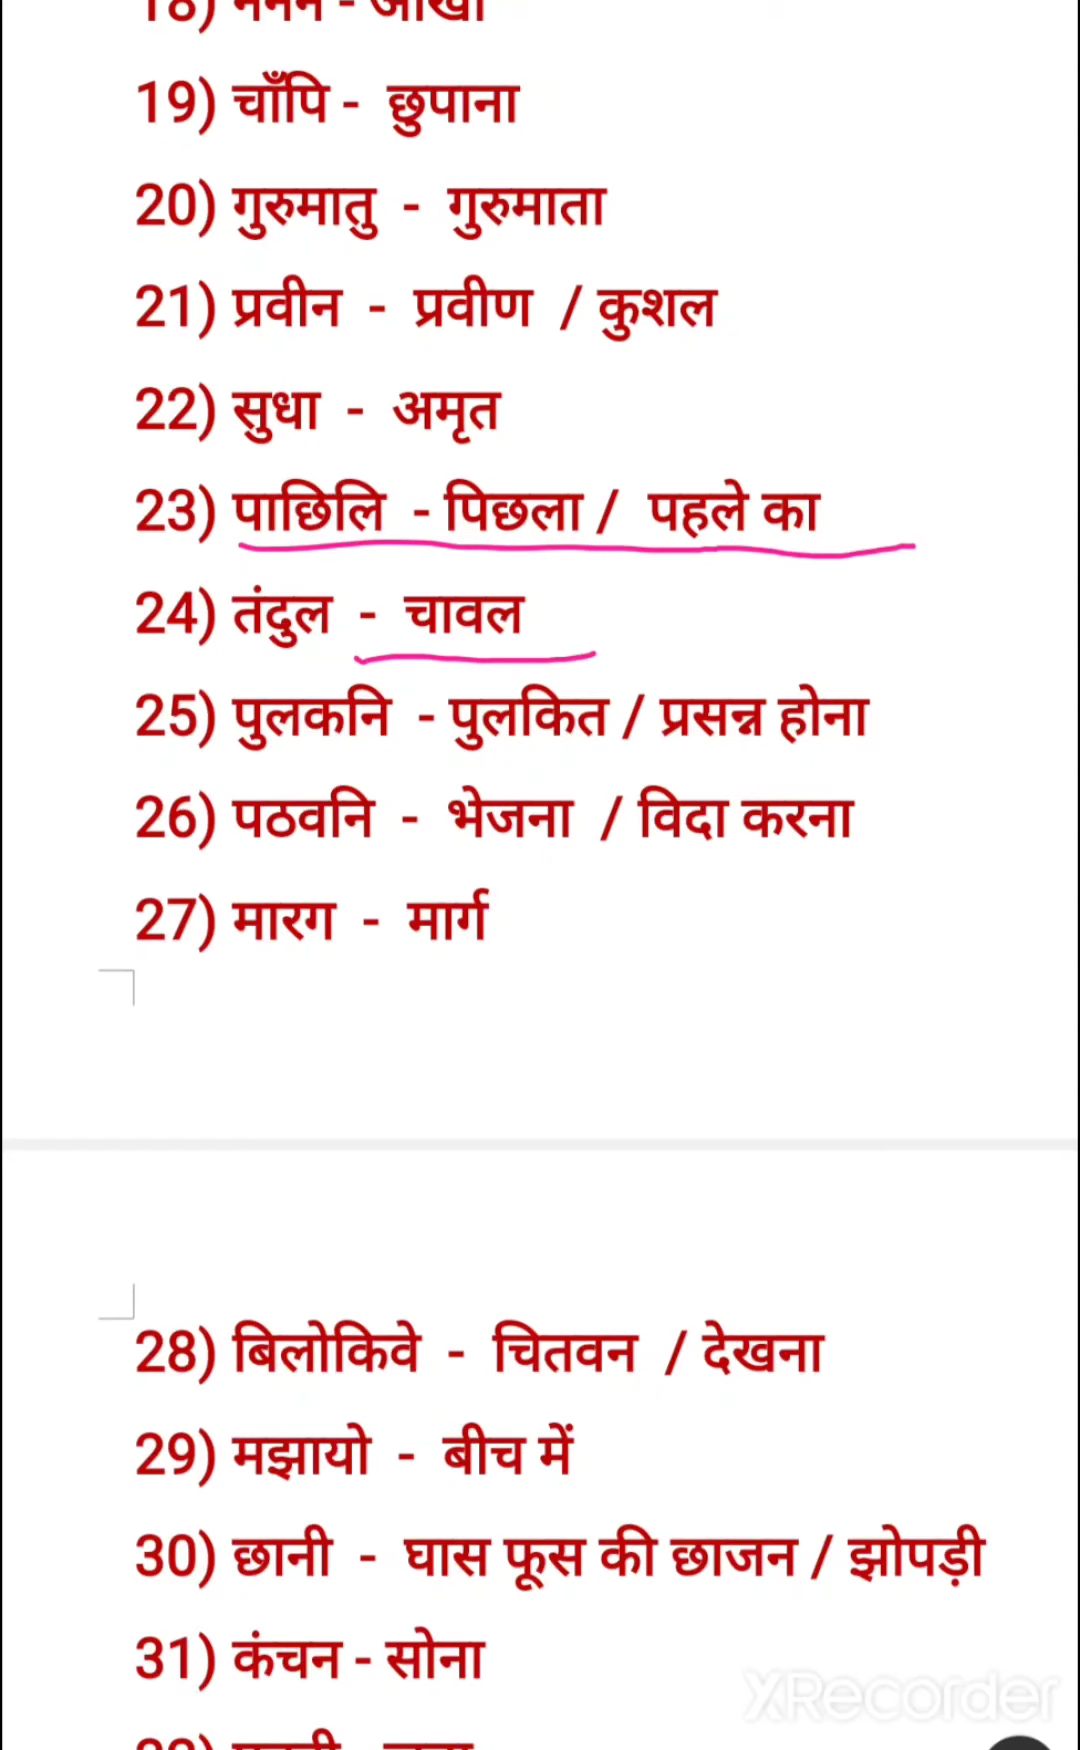 19) चाँपि - छुपाना
20) गुरुमातु - गुरुमाता
21) प्रवीन - प्रवीण / कुशल
22) सुधा - अमृत
23) पाछिलि - पिछला / पहले का
24) तंदुल - चावल
25) पुलकनि - पुलकित / प्रसन्न होना
26) पठवनि - भेजना / विदा करना
27) मारग - मार्ग
28) बिलोकिवे - चितवन / देखना
29) मझायो - बीच में
30) छानी - घास फूस की छाजन / झोपड़ी
31) कंचन - सोना
XRecorder